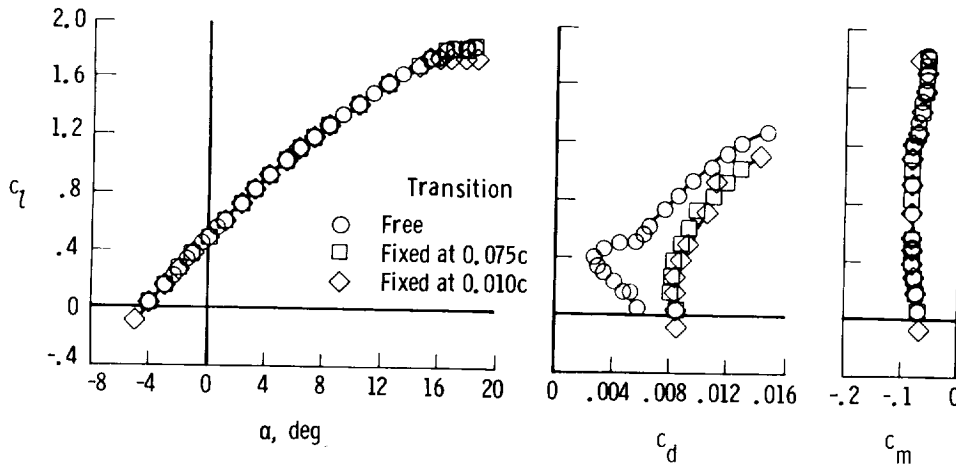 2.0
1.6
1.2
.8
.4
0
-.4
c_l
-8 -4 0 4 8 12 16 20
α, deg
Transition
Free
Fixed at 0.075c
Fixed at 0.010c
0 .004 .008 .012 .016
c_d
-.2 -.1 0
c_m